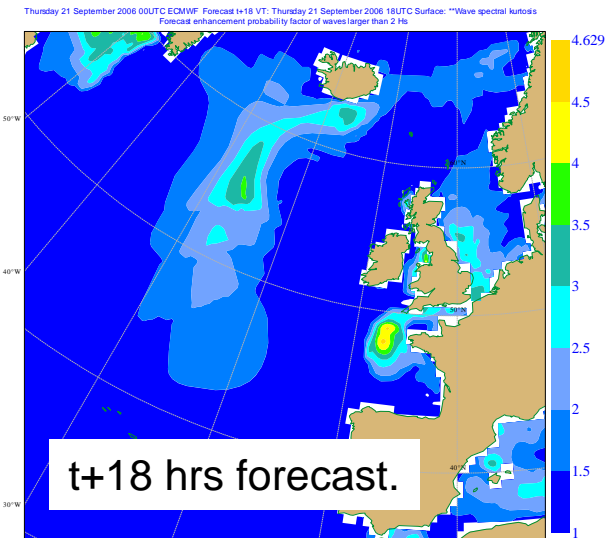 Thursday 21 September 2006 00UTC ECMWF Forecast t+18 VT: Thursday 21 September 2006 18UTC Surface: **Wave spectral kurtosis
Forecast enhancement probability factor of waves larger than 2 Hs
4.629
4.5
4
3.5
3
2.5
2
1.5
1
50°W
40°W
30°W
50°N
40°N
t+18 hrs forecast.